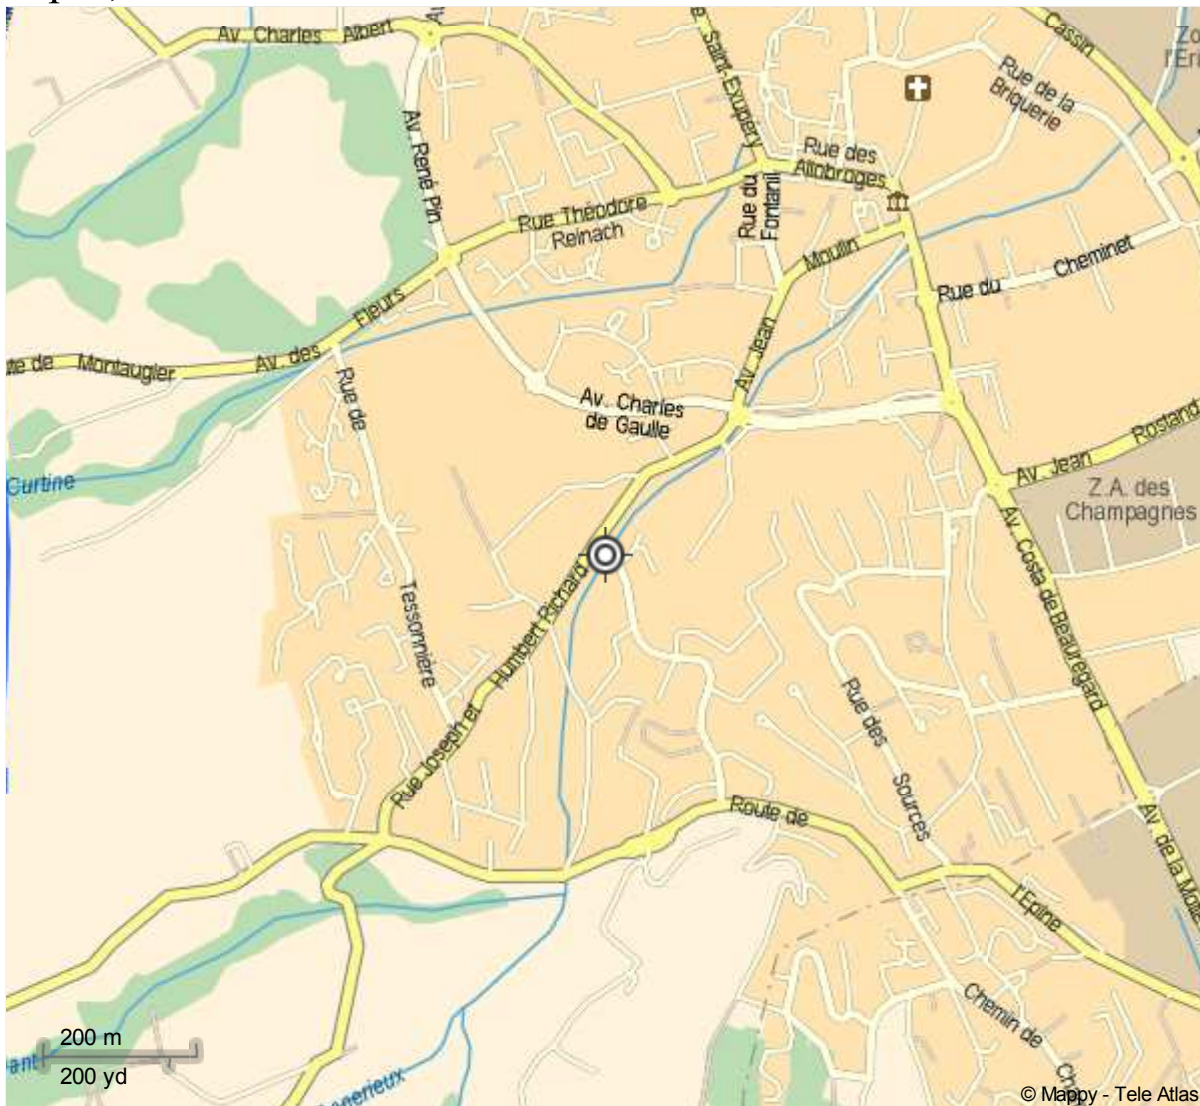 Av. Charles Albert
Cassin
Saint-Exupéry
Rue de la
Briquerie
Av. René Pin
Rue des
Allobroges
Rue Théodore
Reinach
Rue du
Fontanil
Moulin
Av. Jean
Rue du Cheminet
Av. des Fleurs
Montaugier
Rue de
Tessonnière
Av. Charles
de Gaulle
Av. Jean Rostand
Curtine
Z.A. des
Champagnes
Av. Costa de Beauregard
Rue Joseph et Humbert Richard
Rue des
Sources
Route de
l'Epine
Av. de la
Chemin de
200 m
200 yd
© Mappy - Tele Atlas